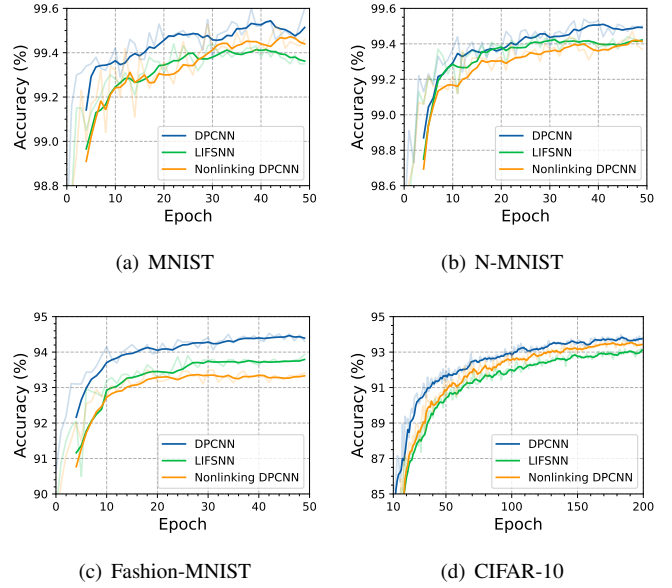 99.6
99.4
99.2
99.0
98.8
Accuracy (%)
0 10 20 30 40 50
Epoch
DPCNN
LIFSNN
Nonlinking DPCNN
(a) MNIST
99.6
99.4
99.2
99.0
98.8
98.6
Accuracy (%)
0 10 20 30 40 50
Epoch
DPCNN
LIFSNN
Nonlinking DPCNN
(b) N-MNIST
95
94
93
92
91
90
Accuracy (%)
0 10 20 30 40 50
Epoch
DPCNN
LIFSNN
Nonlinking DPCNN
(c) Fashion-MNIST
95
93
91
87
85
Accuracy (%)
10 50 100 150 200
Epoch
DPCNN
LIFSNN
Nonlinking DPCNN
(d) CIFAR-10